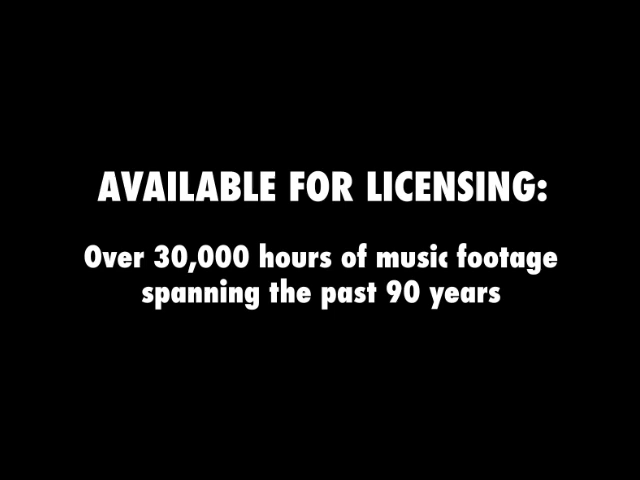 AVAILABLE FOR LICENSING:
Over 30,000 hours of music footage
spanning the past 90 years